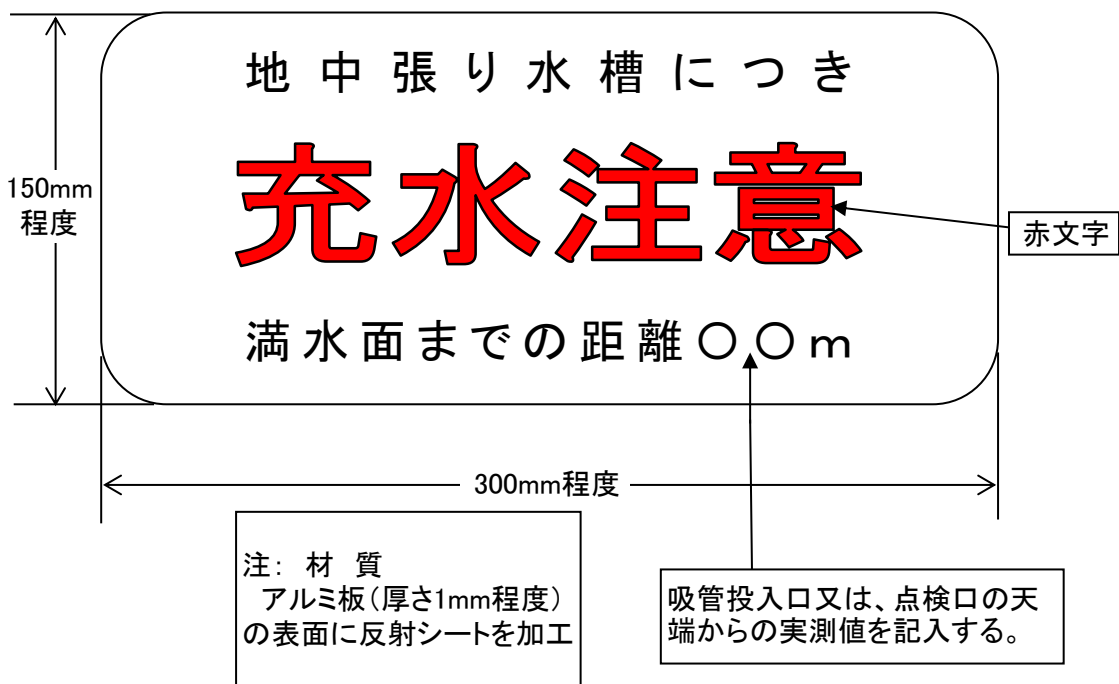 地中張り水槽につき
充水注意
満水面までの距離〇〇m
150mm
程度
赤文字
300mm程度
注: 材 質
アルミ板(厚さ1mm程度)
の表面に反射シートを加工
吸管投入口又は、点検口の天
端からの実測値を記入する。